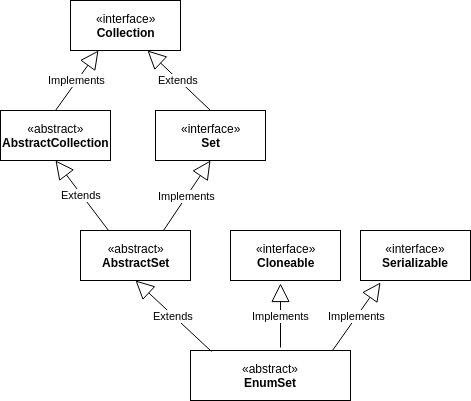 «interface»
Collection
Implements
Extends
«abstract»
AbstractCollection
«interface»
Set
Extends
Implements
«abstract»
AbstractSet
«interface»
Cloneable
«interface»
Serializable
Extends
Implements
Implements
«abstract»
EnumSet